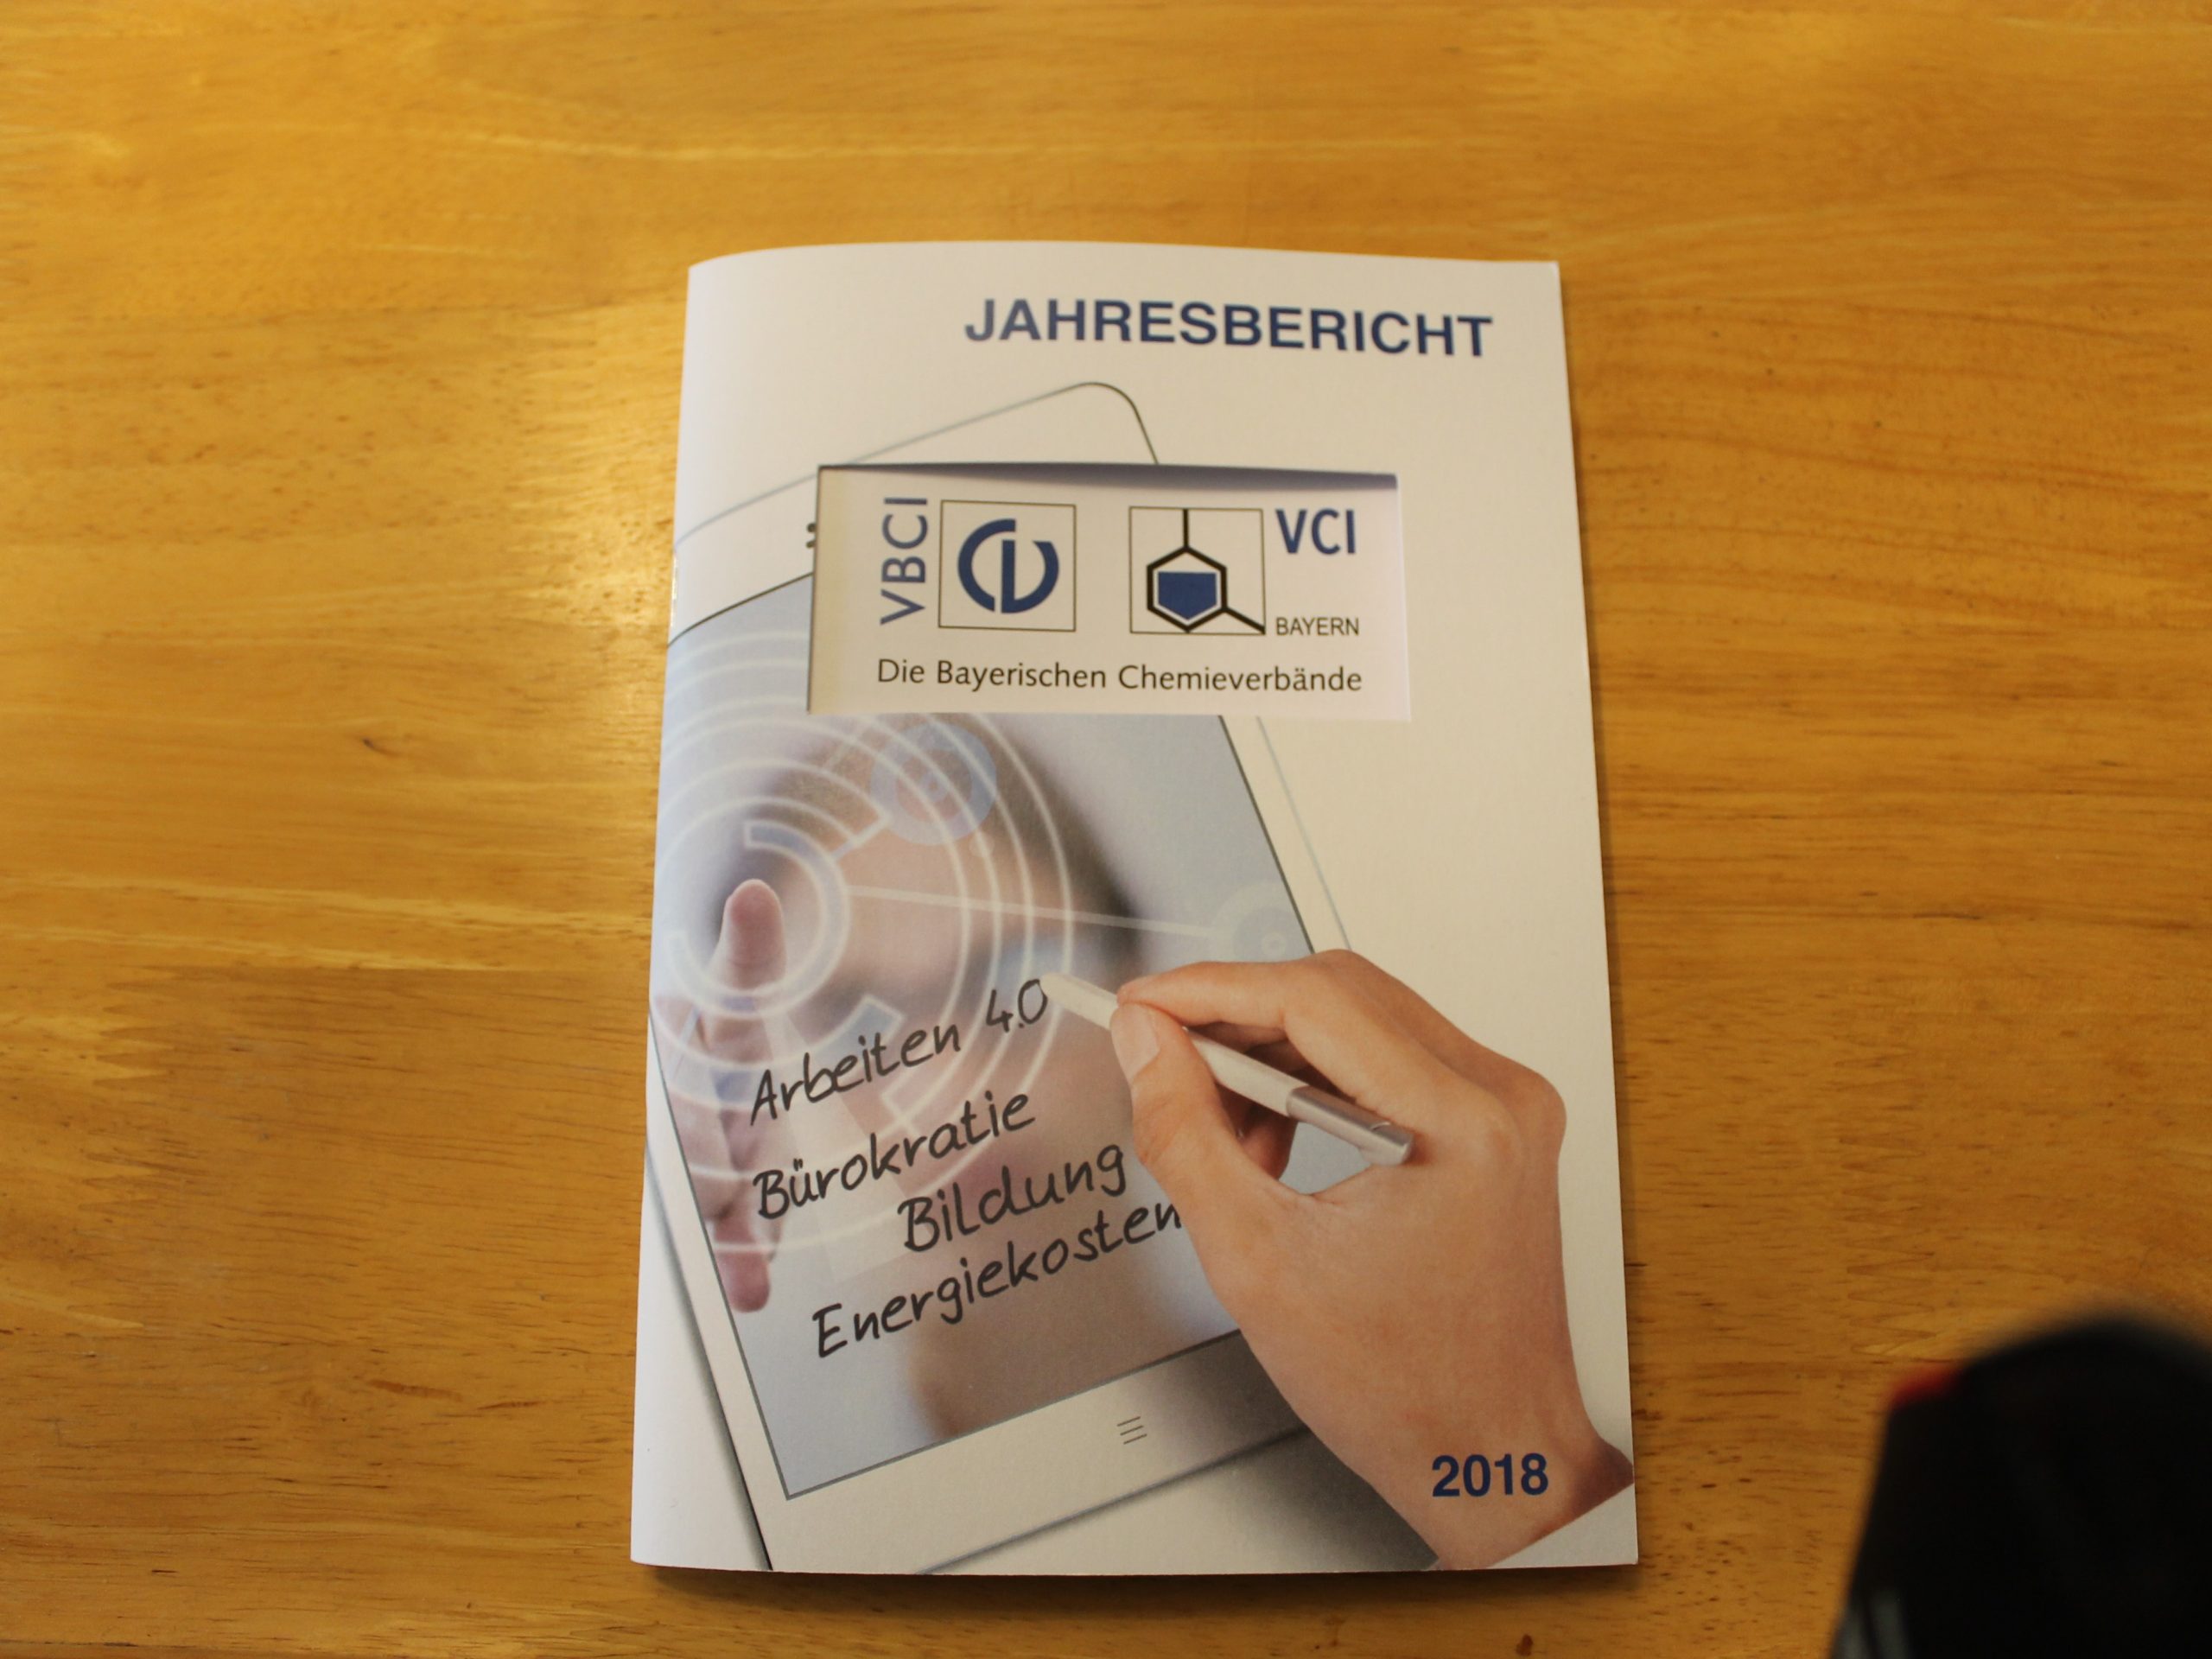 JAHRESBERICHT
VBCI
VCI
BAYERN
Die Bayerischen Chemieverbände
Arbeiten 4.0
Bürokratie
Bildung
Energiekosten
2018